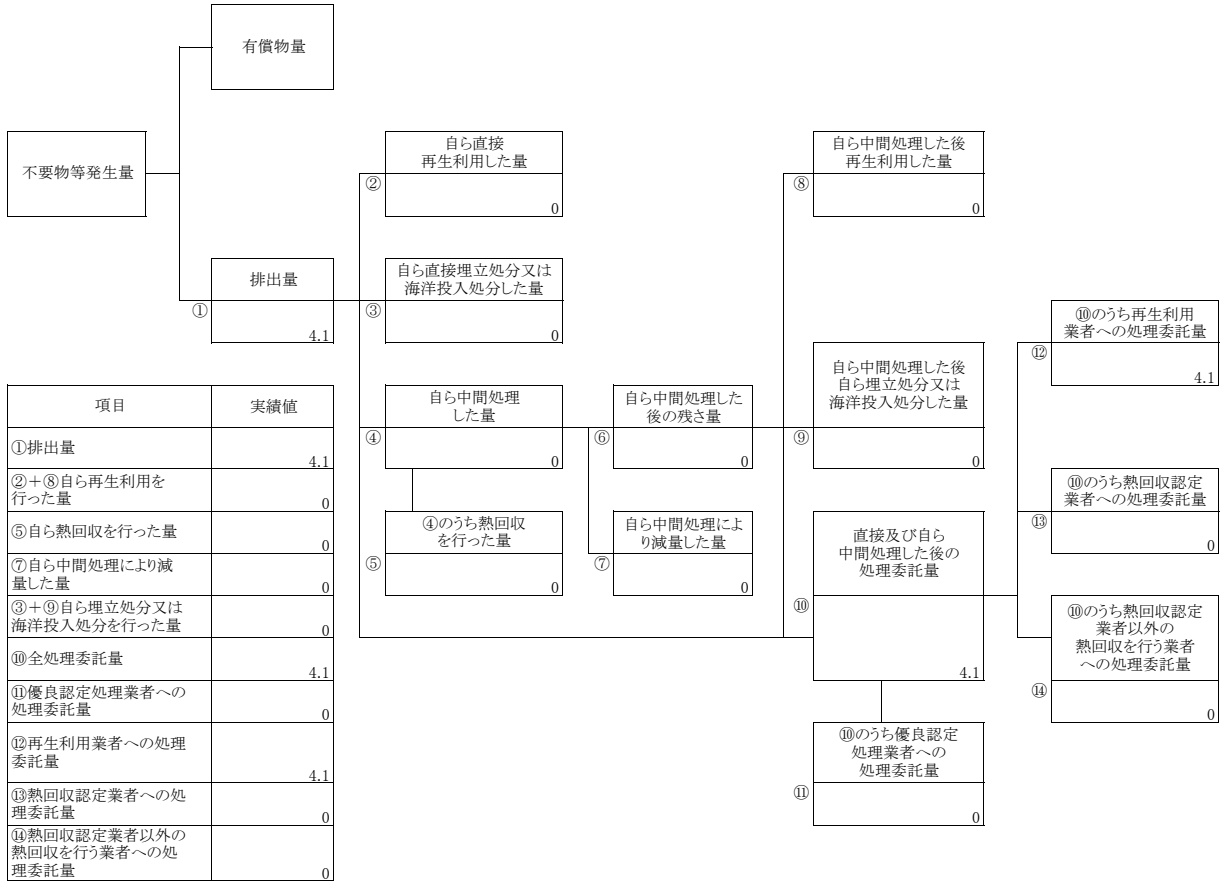 有償物量
不要物等発生量
自ら直接
再生利用した量
②
0
自ら中間処理した後
再生利用した量
⑧
0
排出量
①
4.1
自ら直接埋立処分又は
海洋投入処分した量
③
0
⑩のうち再生利用
業者への処理委託量
⑫
4.1
自ら中間処理
した量
④
0
自ら中間処理した
後の残さ量
⑥
0
自ら中間処理した後
自ら埋立処分又は
海洋投入処分した量
⑨
0
⑩のうち熱回収認定
業者への処理委託量
⑬
0
④のうち熱回収
を行った量
⑤
0
自ら中間処理によ
り減量した量
⑦
0
直接及び自ら
中間処理した後の
処理委託量
⑩
4.1
⑩のうち熱回収認定
業者以外の
熱回収を行う業者
への処理委託量
⑭
0
⑩のうち優良認定
処理業者への
処理委託量
⑪
0
項目 実績値
①排出量
4.1
②+⑧自ら再生利用を
行った量
0
⑤自ら熱回収を行った量
0
⑦自ら中間処理により減
量した量
0
③+⑨自ら埋立処分又は
海洋投入処分を行った量
0
⑩全処理委託量
4.1
⑪優良認定処理業者への
処理委託量
0
⑫再生利用業者への処理
委託量
4.1
⑬熱回収認定業者への処
理委託量
0
⑭熱回収認定業者以外の
熱回収を行う業者への処
理委託量
0